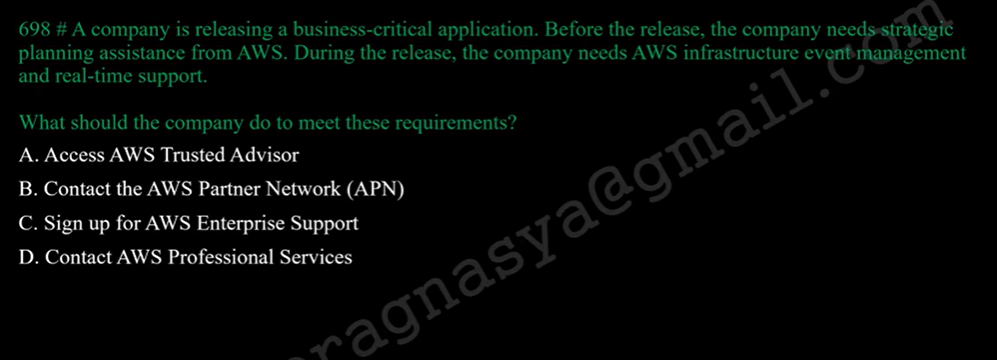 698 # A company is releasing a business-critical application. Before the release, the company needs strategic
planning assistance from AWS. During the release, the company needs AWS infrastructure event management
and real-time support.
What should the company do to meet these requirements?
A. Access AWS Trusted Advisor
B. Contact the AWS Partner Network (APN)
C. Sign up for AWS Enterprise Support
D. Contact AWS Professional Services
ragnasya@gmail.com